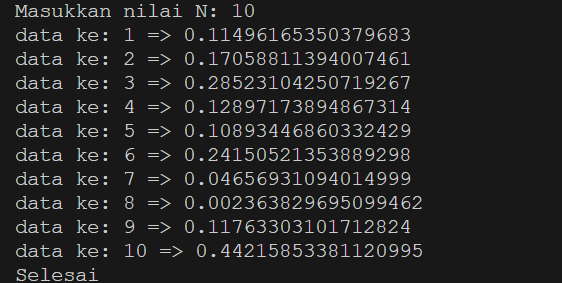 Masukkan nilai N: 10
data ke: 1 => 0.11496165350379683
data ke: 2 => 0.17058811394007461
data ke: 3 => 0.28523104250719267
data ke: 4 => 0.12897173894867314
data ke: 5 => 0.10893446860332429
data ke: 6 => 0.24150521353889298
data ke: 7 => 0.04656931094014999
data ke: 8 => 0.002363829695099462
data ke: 9 => 0.11763303101712824
data ke: 10 => 0.44215853381120995
Selesai